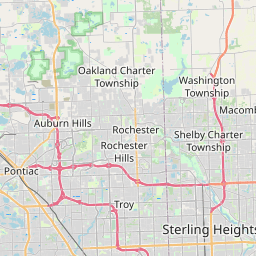 Oakland Charter
Township
Washington
Township
Macomb
Auburn Hills
Rochester
Shelby Charter
Township
Rochester
Hills
Pontiac
Troy
Sterling Heights